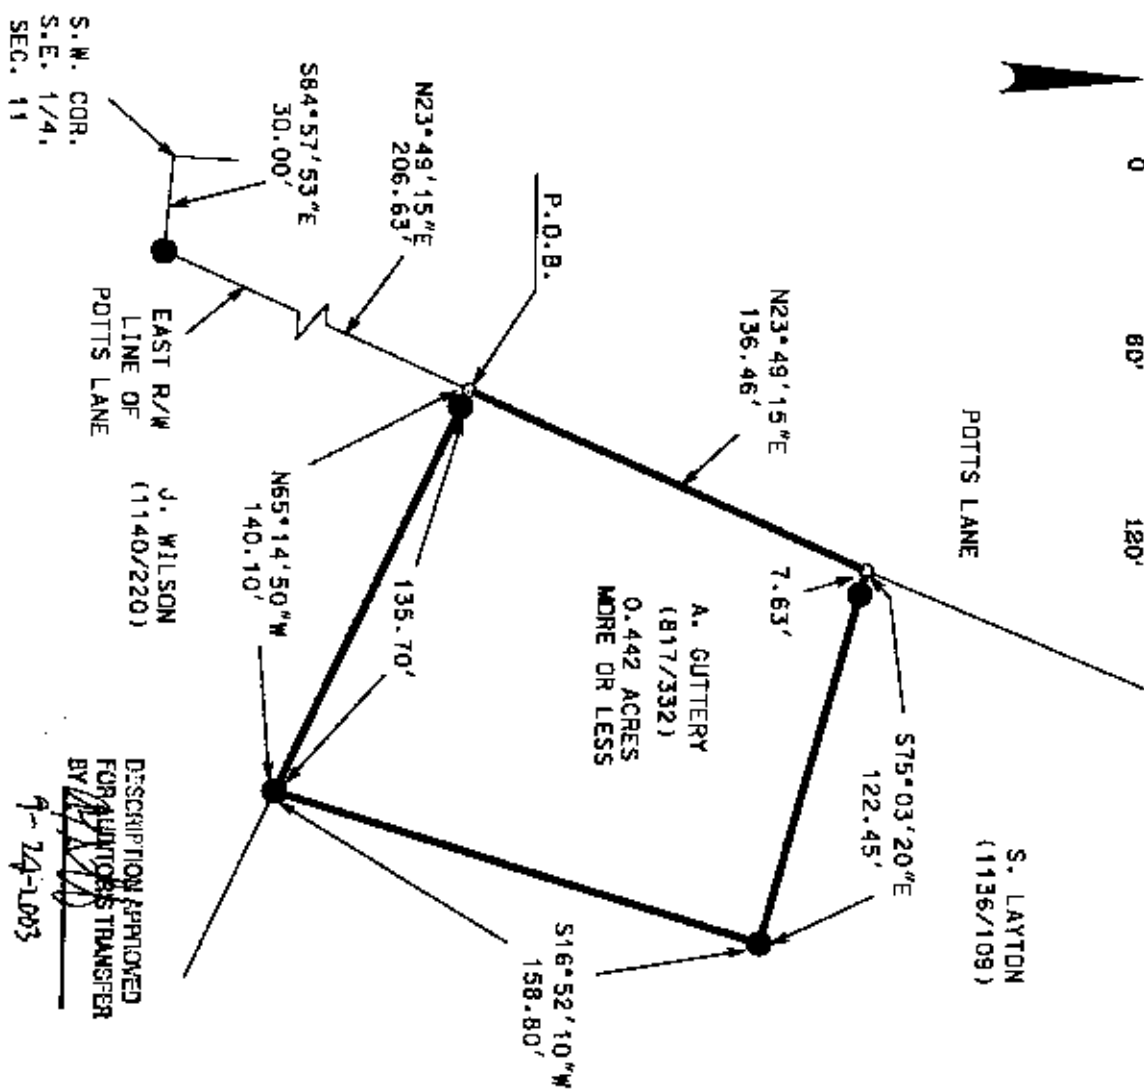 0
60'
120'
POTTS LANE
S. LAYTON
(1136/109)
N23°49'15"E
136.46'
7.63'
S75°03'20"E
122.45'
P.O.B.
A. GUTTERY
(817/332)
0.442 ACRES
MORE OR LESS
N23°49'15"E
206.63'
S84°57'53"E
30.00'
S.W. COR.
S.E. 1/4,
SEC. 11
EAST R/W
LINE OF
POTTS LANE
J. WILSON
(1140/220)
N65°14'50"W
140.10'
135.70'
S16°52'10"W
158.80'
DESCRIPTION APPROVED
FOR AUDITORS TRANSFER
BY
9-24-2003